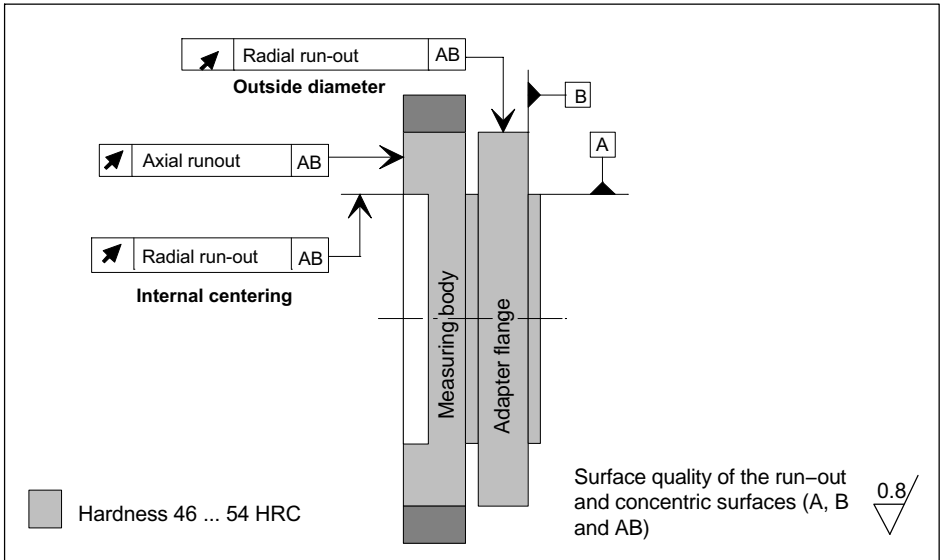 Radial run-out AB
Outside diameter
B
A
Axial runout AB
Radial run-out AB
Internal centering
Measuring body
Adapter flange
Hardness 46 ... 54 HRC
Surface quality of the run−out
and concentric surfaces (A, B
and AB)
0.8